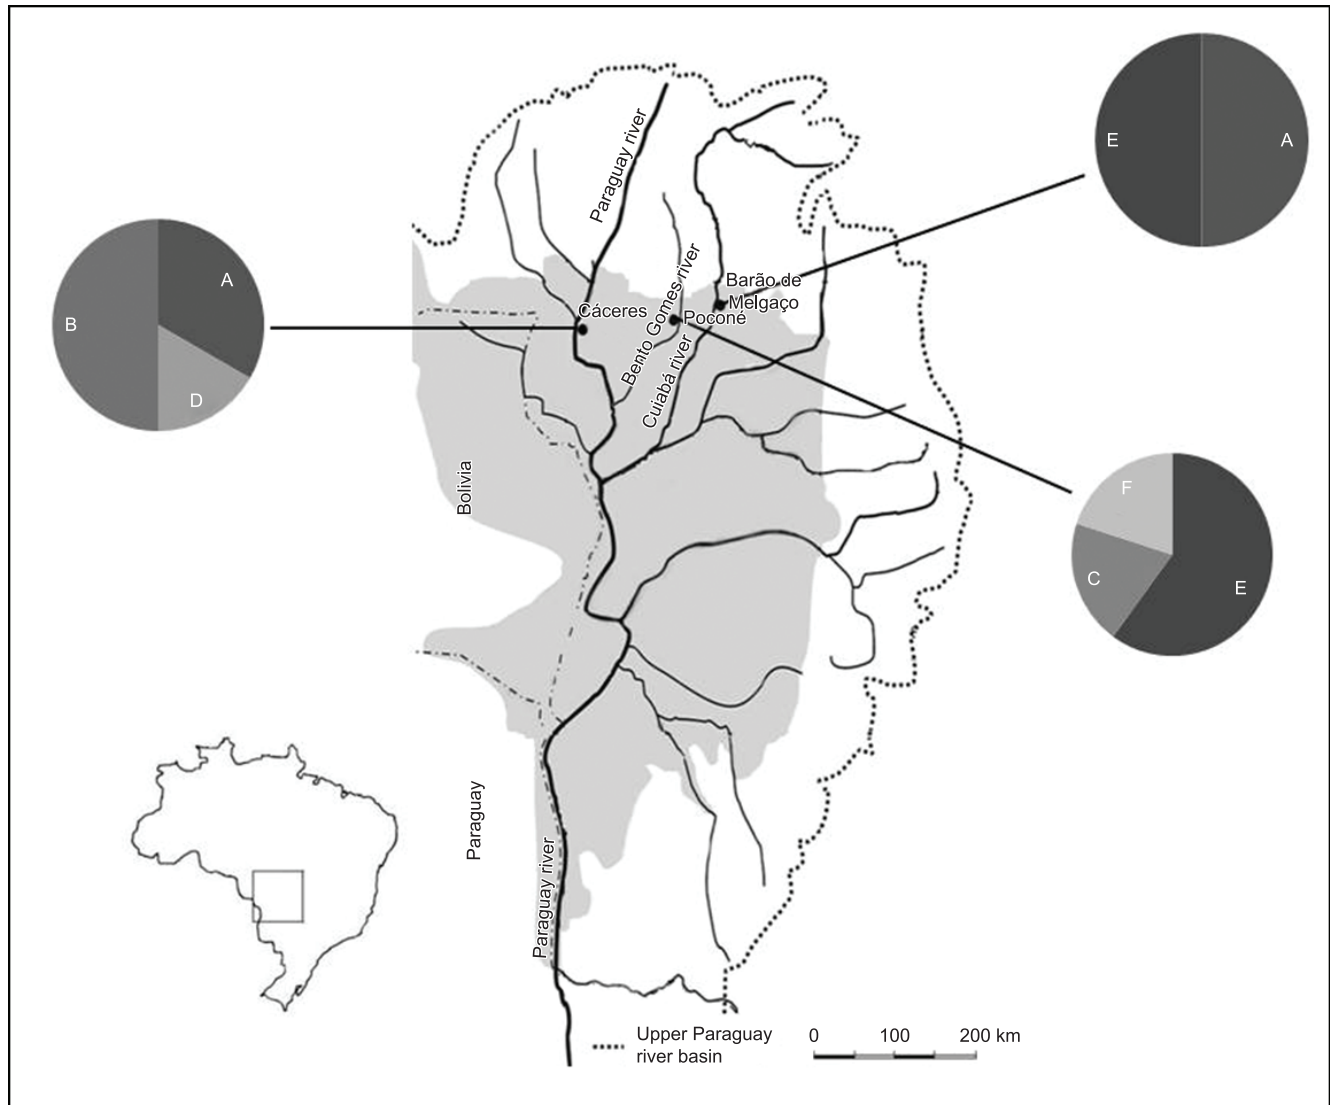 E
A
Paraguay river
B
A
D
Cáceres
Bento Gomes river
Barão de
Melgaço
Poconé
Cuiabá river
Bolivia
F
C
E
Paraguay
Paraguay river
Upper Paraguay
river basin
0 100 200 km